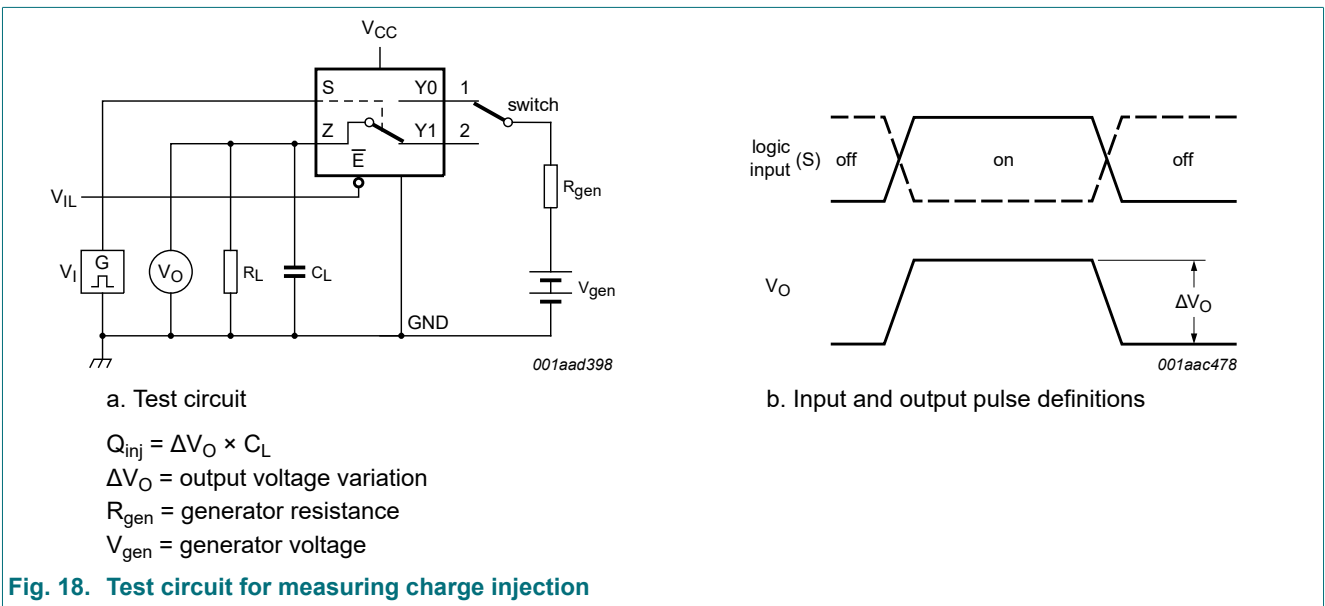 VCC
S Y0 1
switch
Z Y1 2
E̅
Rgen
VIL
VI G VO RL CL Vgen
GND
001aad398
a. Test circuit
logic
input (S) off on off
VO
ΔVO
001aac478
b. Input and output pulse definitions
Qinj = ΔVO × CL
ΔVO = output voltage variation
Rgen = generator resistance
Vgen = generator voltage
Fig. 18. Test circuit for measuring charge injection